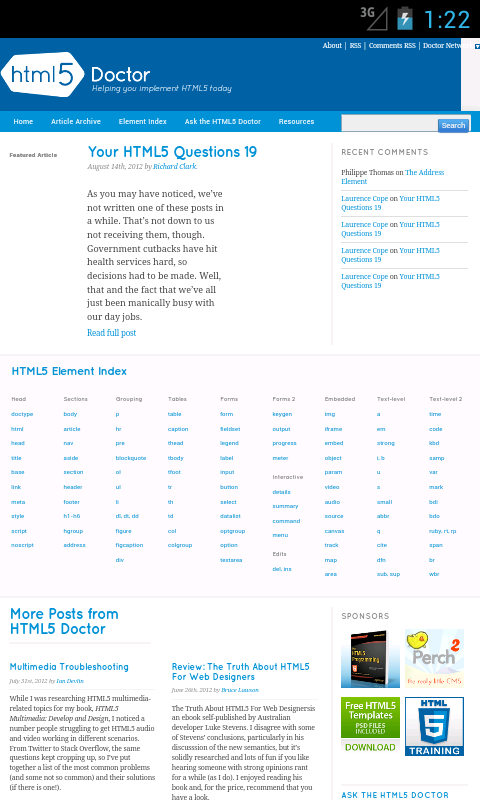 3G 1:22
About | RSS | Comments RSS | Doctor Netw
html5 Doctor
Helping you implement HTML5 today
Home Article Archive Element Index Ask the HTML5 Doctor Resources Search
Featured Article
Your HTML5 Questions 19
August 14th, 2012 by Richard Clark.
As you may have noticed, we've
not written one of these posts in
a while. That's not down to us
not receiving them, though.
Government cutbacks have hit
health services hard, so
decisions had to be made. Well,
that and the fact that we've all
just been manically busy with
our day jobs.
Read full post
RECENT COMMENTS
Philippe Thomas on The Address
Element
Laurence Cope on Your HTML5
Questions 19
Laurence Cope on Your HTML5
Questions 19
Laurence Cope on Your HTML5
Questions 19
Laurence Cope on Your HTML5
Questions 19
HTML5 Element Index
Head
doctype
html
head
title
base
link
meta
style
script
noscript
Sections
body
article
nav
aside
section
header
footer
h1-h6
hgroup
address
Grouping
p
hr
pre
blockquote
ol
ul
li
dl, dt, dd
figure
figcaption
div
Tables
table
caption
thead
tbody
tfoot
tr
th
td
col
colgroup
Forms
form
fieldset
legend
label
input
button
select
datalist
optgroup
option
textarea
Forms 2
keygen
output
progress
meter
Interactive
details
summary
command
menu
Edits
del, ins
Embedded
img
iframe
embed
object
param
video
audio
source
canvas
track
map
area
Text-level
a
em
strong
i, b
u
s
small
abbr
q
cite
dfn
sub, sup
Text-level 2
time
code
kbd
samp
var
mark
bdi
bdo
ruby, rt, rp
span
br
wbr
More Posts from
HTML5 Doctor
Multimedia Troubleshooting
July 31st, 2012 by Ian Devlin
While I was researching HTML5 multimedia-
related topics for my book, HTML5
Multimedia: Develop and Design, I noticed a
number people struggling to get HTML5 audio
and video working in different scenarios.
From Twitter to Stack Overflow, the same
questions kept cropping up, so I've put
together a list of the most common problems
(and some not so common) and their solutions
(if there is one!).
Review: The Truth About HTML5
For Web Designers
June 26th, 2012 by Bruce Lawson
The Truth About HTML5 For Web Designersis
an ebook self-published by Australian
developer Luke Stevens. I disagree with some
of Stevens' conclusions, particularly in his
discusssion of the new semantics, but it's
solidly researched and lots of fun if you like
hearing someone with strong opinions rant
for a while (as I do). I enjoyed reading his
book and, for the price, recommend that you
have a look.
SPONSORS
HTML5
Programming
Perch 2
the really little CMS
Free HTML5
Templates
PSD FILES
INCLUDED
DOWNLOAD
HTML
5
TRAINING
ASK THE HTML5 DOCTOR